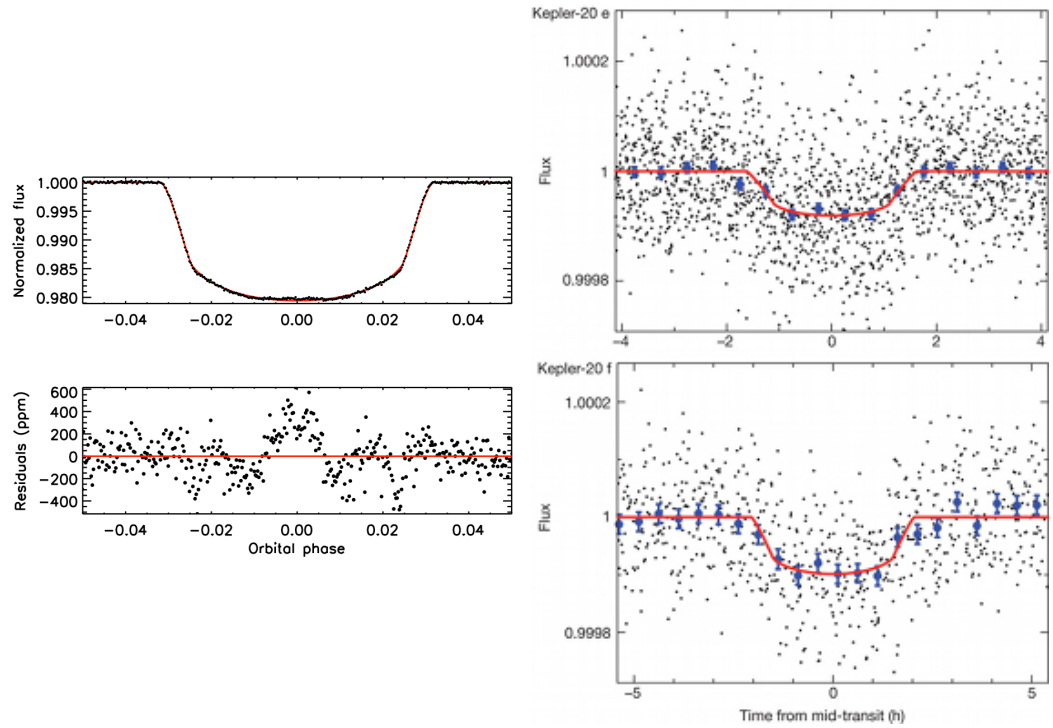 Normalized flux
1.000
0.995
0.990
0.985
0.980
−0.04 −0.02 0.00 0.02 0.04
Residuals (ppm)
600
400
200
0
−200
−400
−0.04 −0.02 0.00 0.02 0.04
Orbital phase
Kepler-20 e
Flux
1.0002
1
0.9998
−4 −2 0 2 4
Kepler-20 f
Flux
1.0002
1
0.9998
−5 0 5
Time from mid-transit (h)